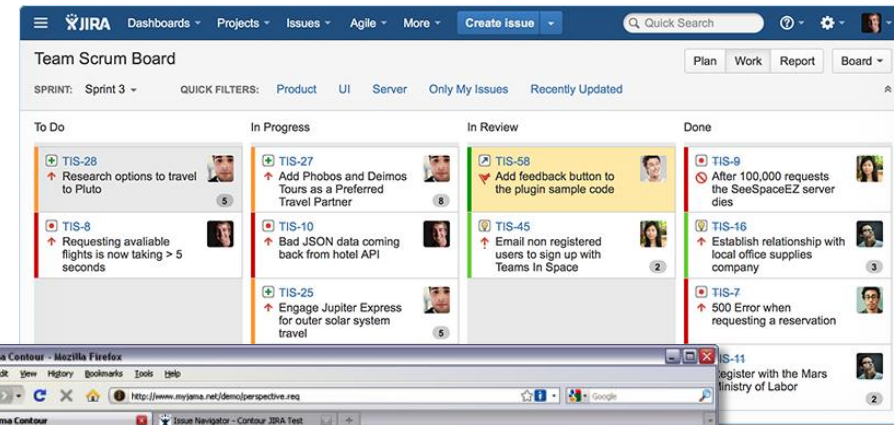 JIRA Dashboards Projects Issues Agile More Create issue Quick Search
Team Scrum Board Plan Work Report Board
SPRINT: Sprint 3 QUICK FILTERS: Product UI Server Only My Issues Recently Updated
To Do In Progress In Review Done
TIS-28
Research options to travel
to Pluto
5
TIS-8
Requesting avaliable
flights is now taking > 5
seconds
TIS-27
Add Phobos and Deimos
Tours as a Preferred
Travel Partner
8
TIS-10
Bad JSON data coming
back from hotel API
TIS-25
Engage Jupiter Express
for outer solar system
travel
5
TIS-58
Add feedback button to
the plugin sample code
TIS-45
Email non registered
users to sign up with
Teams In Space
2
TIS-9
After 100,000 requests
the SeeSpaceEZ server
dies
TIS-16
Establish relationship with
local office supplies
company
3
TIS-7
500 Error when
requesting a reservation
IS-11
egister with the Mars
inistry of Labor
2
a Contour - Mozilla Firefox
dit View History Bookmarks Tools Help
http://www.myjama.net/demo/perspective.req Google
ma Contour Issue Navigator - Contour JIRA Test